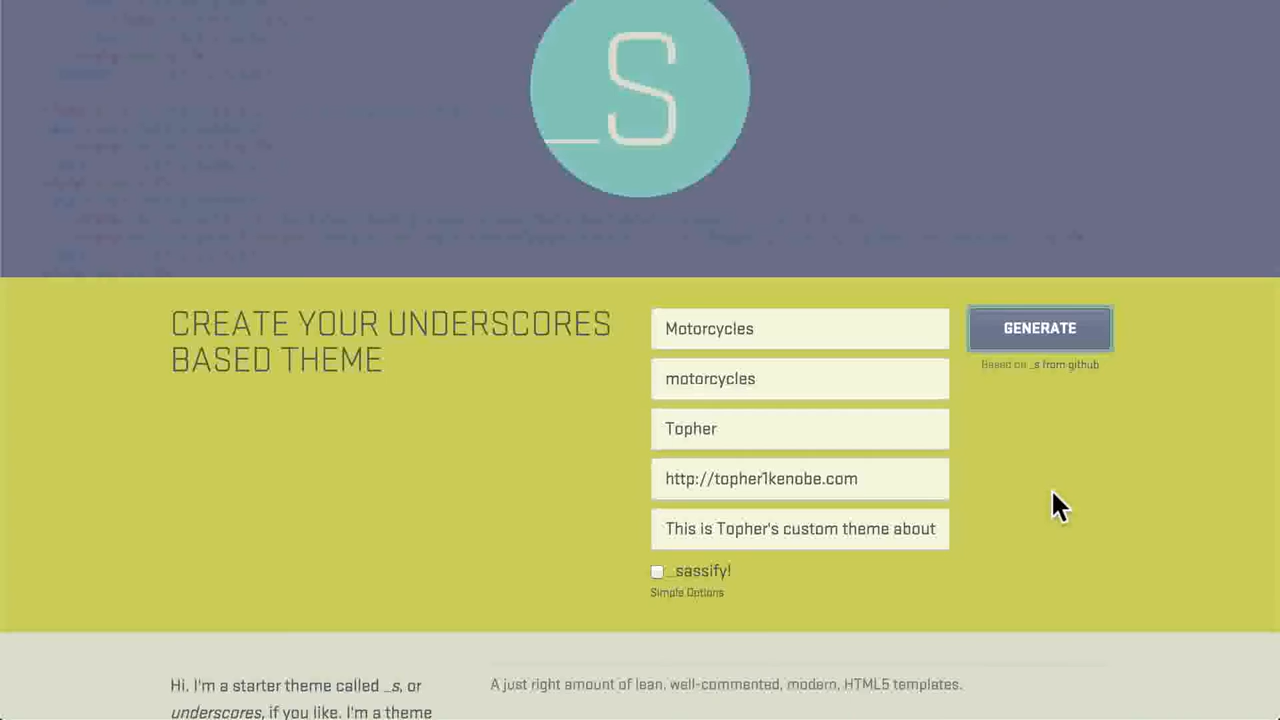 _S
CREATE YOUR UNDERSCORES
BASED THEME
Motorcycles
motorcycles
Topher
http://topher1kenobe.com
This is Topher's custom theme about
_sassify!
Simple Options
GENERATE
Based on _s from github
Hi. I'm a starter theme called _s, or
underscores, if you like. I'm a theme
A just right amount of lean, well-commented, modern, HTML5 templates.